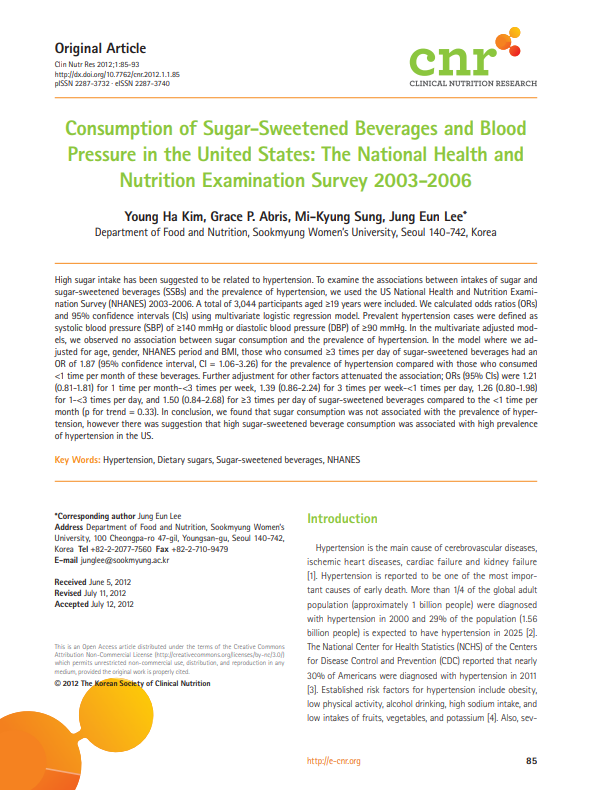 Original Article
Clin Nutr Res 2012;1:85-93
http://dx.doi.org/10.7762/cnr.2012.1.1.85
pISSN 2287-3732 · eISSN 2287-3740
cnr
CLINICAL NUTRITION RESEARCH
Consumption of Sugar-Sweetened Beverages and Blood
Pressure in the United States: The National Health and
Nutrition Examination Survey 2003-2006
Young Ha Kim, Grace P. Abris, Mi-Kyung Sung, Jung Eun Lee*
Department of Food and Nutrition, Sookmyung Women's University, Seoul 140-742, Korea
High sugar intake has been suggested to be related to hypertension. To examine the associations between intakes of sugar and
sugar-sweetened beverages (SSBs) and the prevalence of hypertension, we used the US National Health and Nutrition Exami-
nation Survey (NHANES) 2003-2006. A total of 3,044 participants aged ≥19 years were included. We calculated odds ratios (ORs)
and 95% confidence intervals (CIs) using multivariate logistic regression model. Prevalent hypertension cases were defined as
systolic blood pressure (SBP) of ≥140 mmHg or diastolic blood pressure (DBP) of ≥90 mmHg. In the multivariate adjusted mod-
els, we observed no association between sugar consumption and the prevalence of hypertension. In the model where we ad-
justed for age, gender, NHANES period and BMI, those who consumed ≥3 times per day of sugar-sweetened beverages had an
OR of 1.87 (95% confidence interval, CI = 1.06-3.26) for the prevalence of hypertension compared with those who consumed
<1 time per month of these beverages. Further adjustment for other factors attenuated the association; ORs (95% CIs) were 1.21
(0.81-1.81) for 1 time per month-<3 times per week, 1.39 (0.86-2.24) for 3 times per week-<1 times per day, 1.26 (0.80-1.98)
for 1-<3 times per day, and 1.50 (0.84-2.68) for ≥3 times per day of sugar-sweetened beverages compared to the <1 time per
month (p for trend = 0.33). In conclusion, we found that sugar consumption was not associated with the prevalence of hyper-
tension, however there was suggestion that high sugar-sweetened beverage consumption was associated with high prevalence
of hypertension in the US.
Key Words: Hypertension, Dietary sugars, Sugar-sweetened beverages, NHANES
*Corresponding author Jung Eun Lee
Address Department of Food and Nutrition, Sookmyung Women's
University, 100 Cheongpa-ro 47-gil, Youngsan-gu, Seoul 140-742,
Korea Tel +82-2-2077-7560 Fax +82-2-710-9479
E-mail junglee@sookmyung.ac.kr
Received June 5, 2012
Revised July 11, 2012
Accepted July 12, 2012
This is an Open Access article distributed under the terms of the Creative Commons
Attribution Non-Commercial License (http://creativecommons.org/licenses/by-nc/3.0/)
which permits unrestricted non-commercial use, distribution, and reproduction in any
medium, provided the original work is properly cited.
© 2012 The Korean Society of Clinical Nutrition
Introduction
Hypertension is the main cause of cerebrovascular diseases,
ischemic heart diseases, cardiac failure and kidney failure
[1]. Hypertension is reported to be one of the most impor-
tant causes of early death. More than 1/4 of the global adult
population (approximately 1 billion people) were diagnosed
with hypertension in 2000 and 29% of the population (1.56
billion people) is expected to have hypertension in 2025 [2].
The National Center for Health Statistics (NCHS) of the Centers
for Disease Control and Prevention (CDC) reported that nearly
30% of Americans were diagnosed with hypertension in 2011
[3]. Established risk factors for hypertension include obesity,
low physical activity, alcohol drinking, high sodium intake, and
low intakes of fruits, vegetables, and potassium [4]. Also, sev-
http://e-cnr.org
85